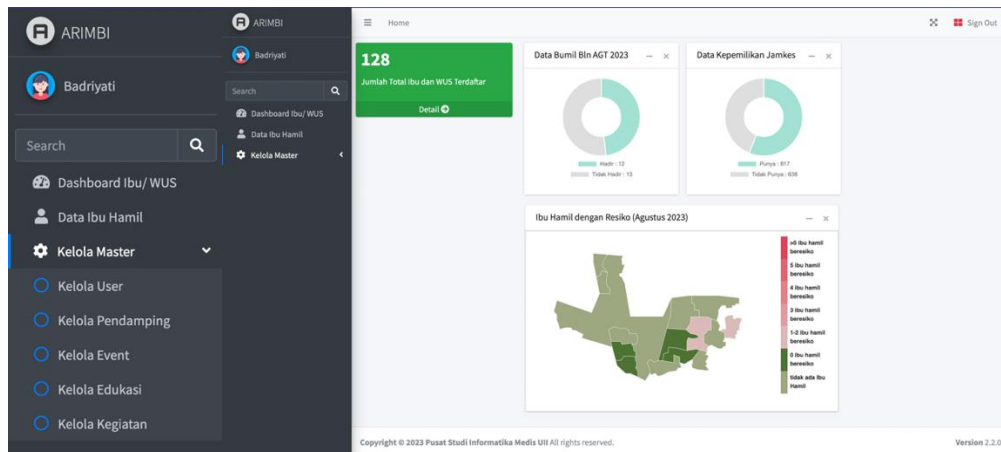 ARIMBI
Badriyati
Search
Dashboard Ibu/ WUS
Data Ibu Hamil
Kelola Master
Kelola User
Kelola Pendamping
Kelola Event
Kelola Edukasi
Kelola Kegiatan
ARIMBI
Badriyati
Search
Dashboard Ibu/ WUS
Data Ibu Hamil
Kelola Master
Home
Sign Out
128
Jumlah Total Ibu dan WUS Terdaftar
Detail
Data Bumil Bln AGT 2023
Hadir : 12
Tidak Hadir : 13
Data Kepemilikan Jamkes
Punya : 817
Tidak Punya : 638
Ibu Hamil dengan Resiko (Agustus 2023)
>5 ibu hamil
beresiko
5 ibu hamil
beresiko
4 ibu hamil
beresiko
3 ibu hamil
beresiko
1-2 ibu hamil
beresiko
0 ibu hamil
beresiko
tidak ada Ibu
Hamil
Copyright © 2023 Pusat Studi Informatika Medis UII All rights reserved.
Version 2.2.0